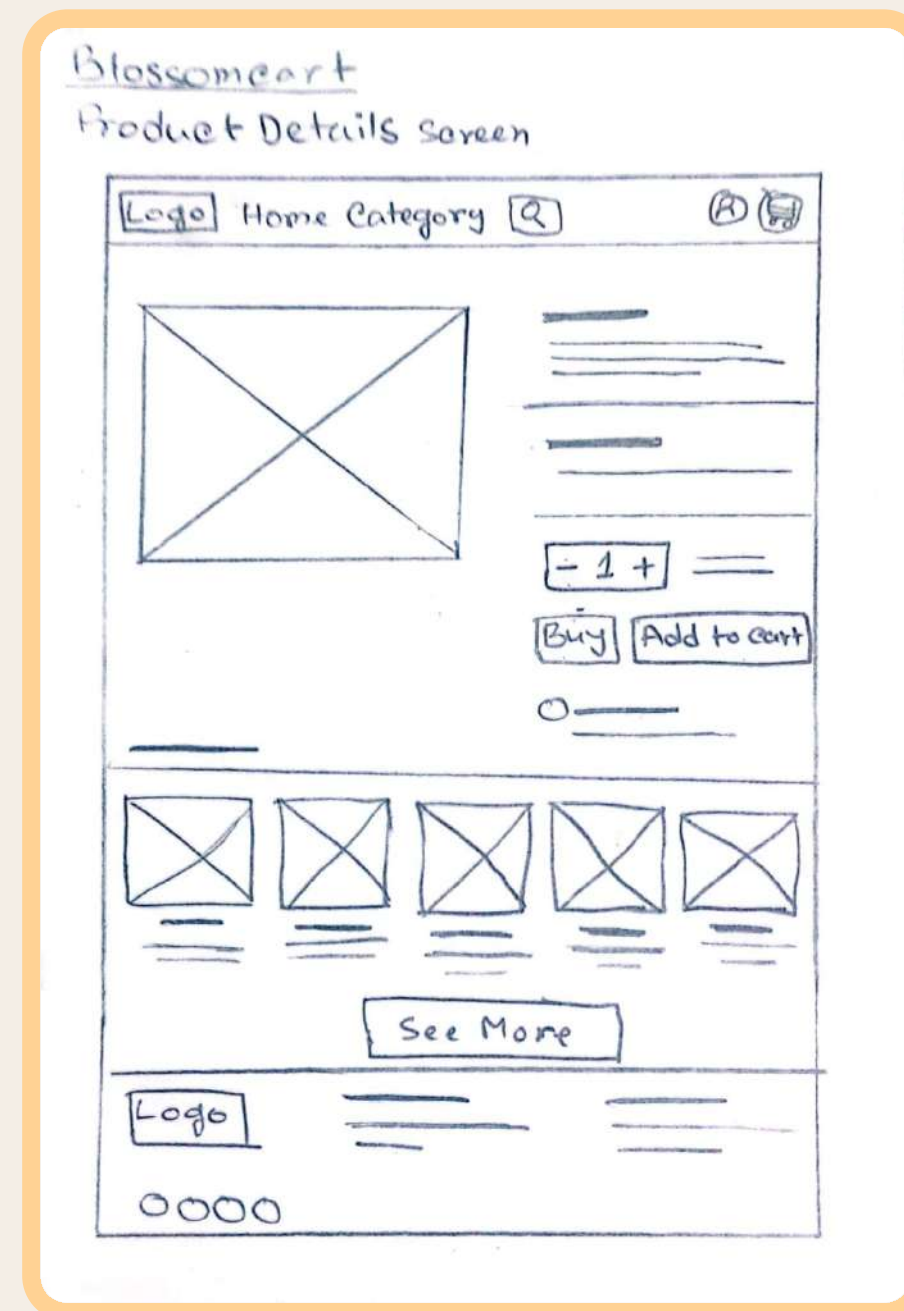 Blossomcart
Product Details Screen
Logo Home Category
- 1 +
Buy Add to cart
See More
Logo